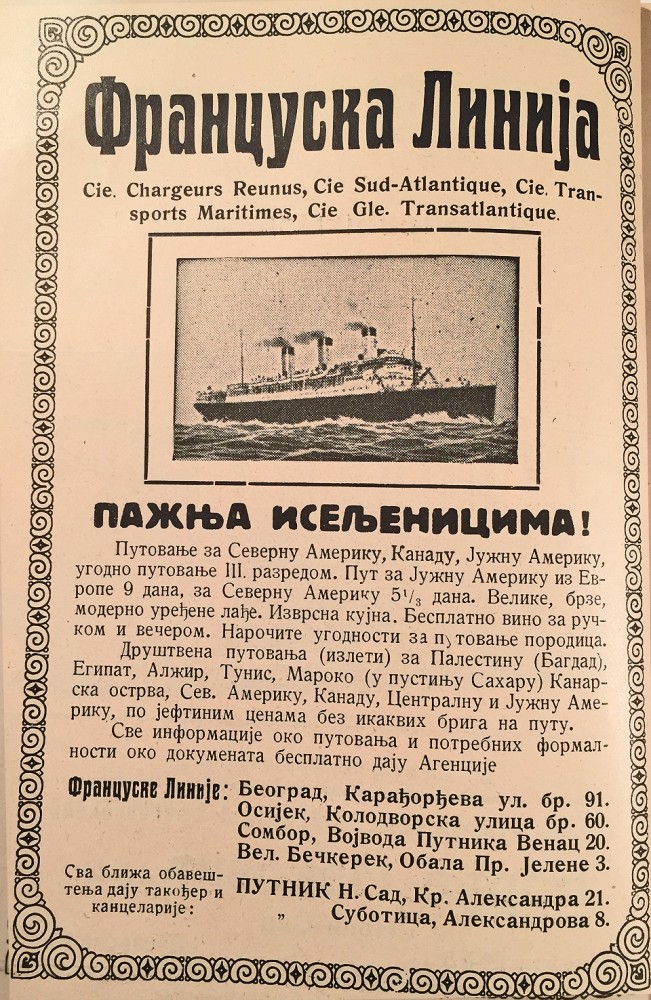 Француска Линија
Cie. Chargeurs Reunus, Cie Sud-Atlantique, Cie. Tran-
sports Maritimes, Cie Gle. Transatlantique.
ПАЖЊА ИСЕЉЕНИЦИМА!
Путовање за Северну Америку, Канаду, Јужну Америку,
угодно путовање III. разредом. Пут за Јужну Америку из Ев-
ропе 9 дана, за Северну Америку 5¹/₃ дана. Велике, брзе,
модерно уређене лађе. Изврсна кујна. Бесплатно вино за руч-
ком и вечером. Нарочите угодности за путовање породица.
Друштвена путовања (излети) за Палестину (Багдад),
Египат, Алжир, Тунис, Мароко (у пустињу Сахару) Канар-
ска острва, Сев. Америку, Канаду, Централну и Јужну Аме-
рику, по јефтиним ценама без икаквих брига на путу.
Све информације око путовања и потребних формал-
ности око докумената бесплатно дају Агенције
Француске Линије: Београд, Карађорђева ул. бр. 91.
Осијек, Колодворска улица бр. 60.
Сомбор, Војвода Путника Венац 20.
Вел. Бечкерек, Обала Пр. Јелене 3.
Сва ближа обавеш-
тења дају такођер и
канцеларије:
ПУТНИК Н. Сад, Кр. Александра 21.
„ Суботица, Александрова 8.